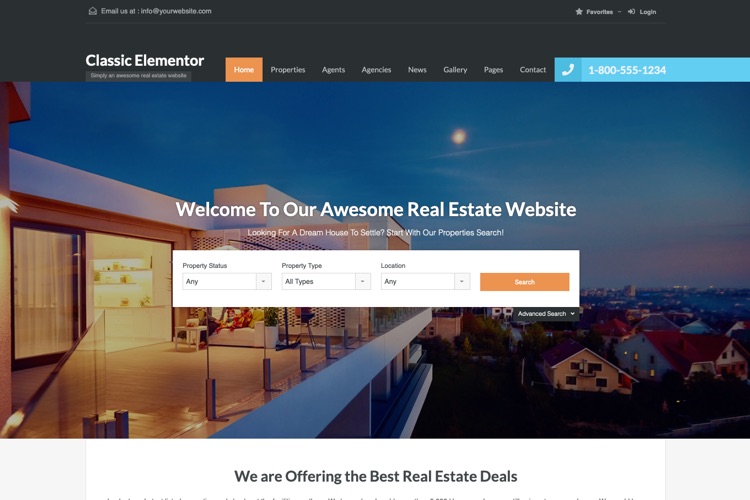 Email us at : info@yourwebsite.com
Favorites
Login
Classic Elementor
Simply an awesome real estate website
Home Properties Agents Agencies News Gallery Pages Contact
1-800-555-1234
Welcome To Our Awesome Real Estate Website
Looking For A Dream House To Settle? Start With Our Properties Search!
Property Status Property Type Location
Any All Types Any Search
Advanced Search
We are Offering the Best Real Estate Deals